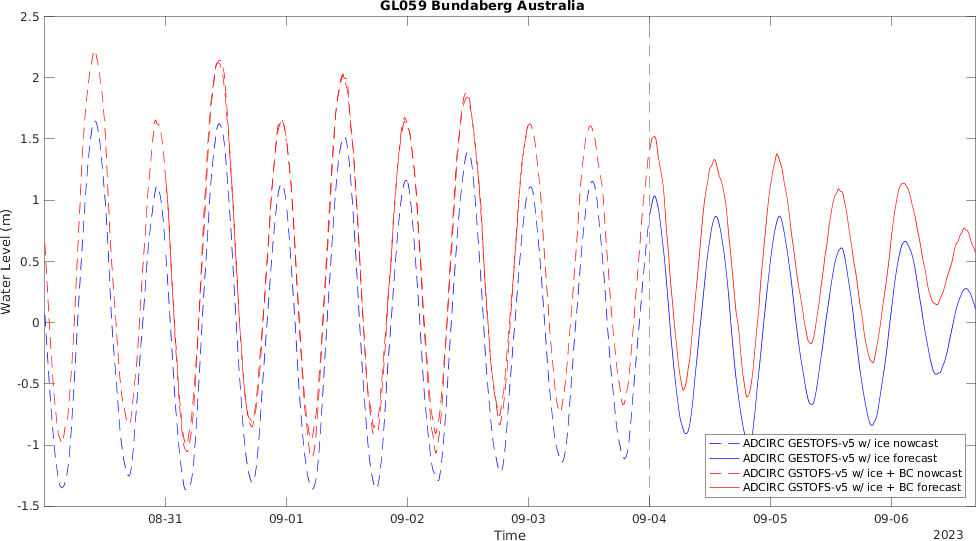 GL059 Bundaberg Australia
2.5
2
1.5
1
0.5
0
-0.5
-1
-1.5
Water Level (m)
ADCIRC GESTOFS-v5 w/ ice nowcast
ADCIRC GESTOFS-v5 w/ ice forecast
ADCIRC GSTOFS-v5 w/ ice + BC nowcast
ADCIRC GSTOFS-v5 w/ ice + BC forecast
08-31 09-01 09-02 09-03 09-04 09-05 09-06
Time
2023